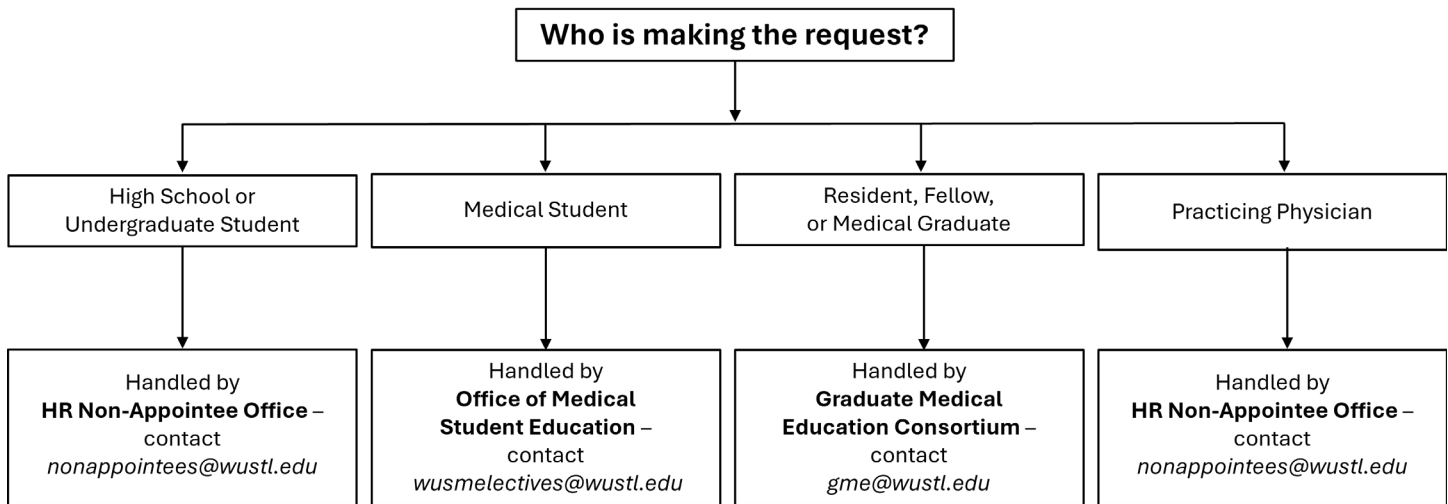 Who is making the request?
High School or
Undergraduate Student
Medical Student
Resident, Fellow,
or Medical Graduate
Practicing Physician
Handled by
HR Non-Appointee Office –
contact
nonappointees@wustl.edu
Handled by
Office of Medical
Student Education –
contact
wusmelectives@wustl.edu
Handled by
Graduate Medical
Education Consortium –
contact
gme@wustl.edu
Handled by
HR Non-Appointee Office –
contact
nonappointees@wustl.edu